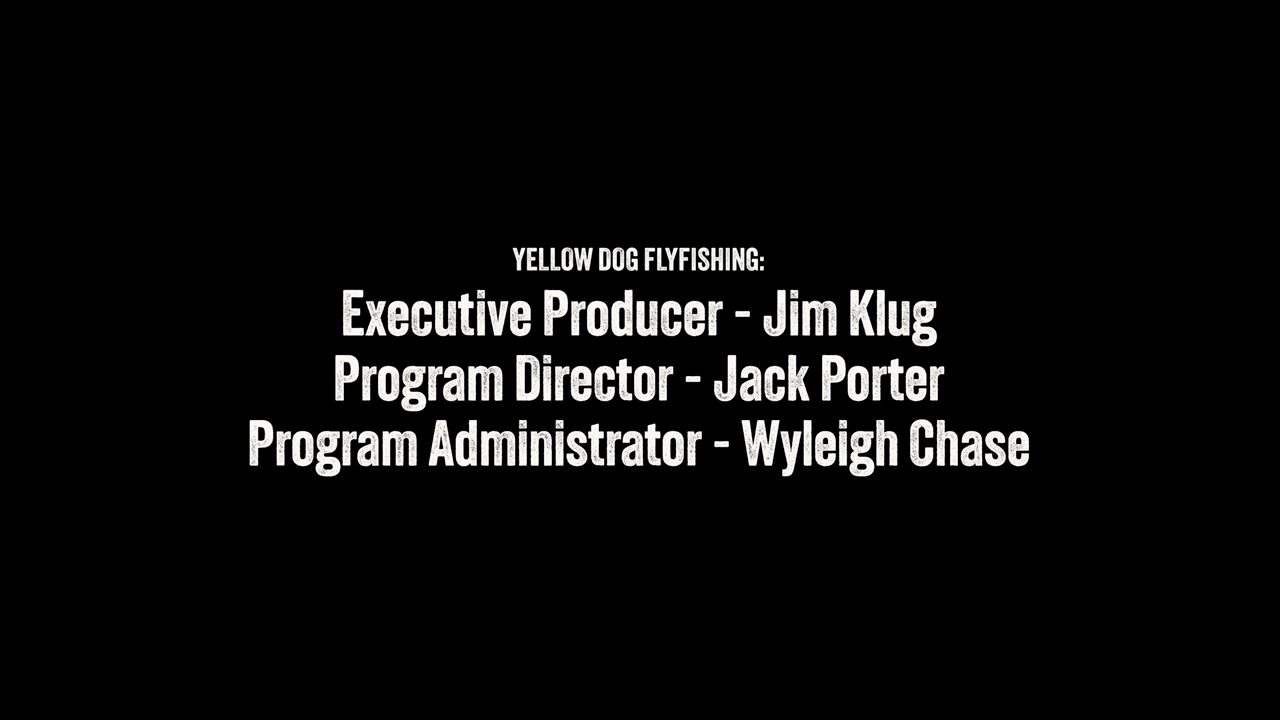 YELLOW DOG FLYFISHING:
Executive Producer - Jim Klug
Program Director - Jack Porter
Program Administrator - Wyleigh Chase